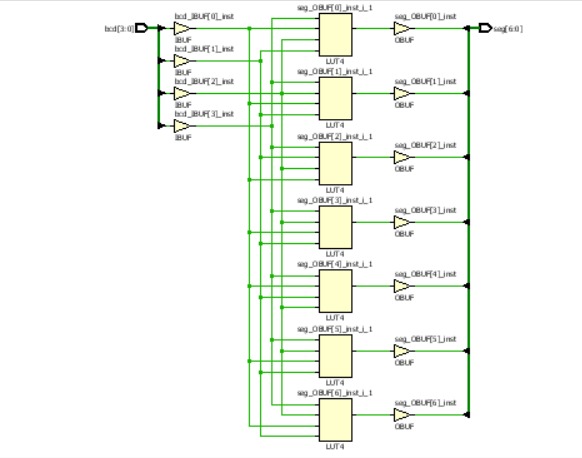 seg_OBUF[0]_inst_i_1
bcd[3:0]
bcd_IBUF[0]_inst
seg_OBUF[0]_inst
seg[6:0]
IBUF
OBUF
bcd_IBUF[1]_inst
IBUF
LUT4
bcd_IBUF[2]_inst
seg_OBUF[1]_inst_i_1
seg_OBUF[1]_inst
IBUF
OBUF
bcd_IBUF[3]_inst
LUT4
IBUF
seg_OBUF[2]_inst_i_1
seg_OBUF[2]_inst
OBUF
LUT4
seg_OBUF[3]_inst_i_1
seg_OBUF[3]_inst
OBUF
LUT4
seg_OBUF[4]_inst_i_1
seg_OBUF[4]_inst
OBUF
LUT4
seg_OBUF[5]_inst_i_1
seg_OBUF[5]_inst
OBUF
LUT4
seg_OBUF[6]_inst_i_1
seg_OBUF[6]_inst
OBUF
LUT4